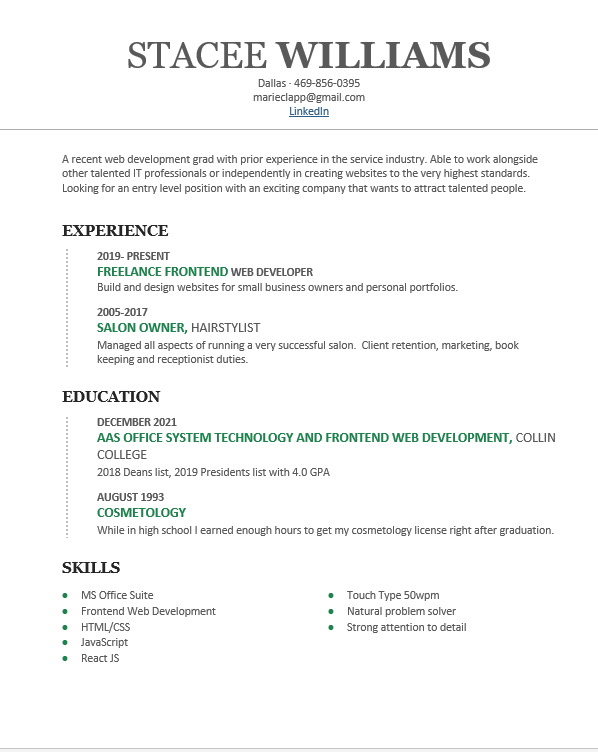 STACEE WILLIAMS
Dallas · 469-856-0395
marieclapp@gmail.com
LinkedIn
A recent web development grad with prior experience in the service industry. Able to work alongside
other talented IT professionals or independently in creating websites to the very highest standards.
Looking for an entry level position with an exciting company that wants to attract talented people.
EXPERIENCE
2019- PRESENT
FREELANCE FRONTEND WEB DEVELOPER
Build and design websites for small business owners and personal portfolios.
2005-2017
SALON OWNER, HAIRSTYLIST
Managed all aspects of running a very successful salon.  Client retention, marketing, book
keeping and receptionist duties.
EDUCATION
DECEMBER 2021
AAS OFFICE SYSTEM TECHNOLOGY AND FRONTEND WEB DEVELOPMENT, COLLIN
COLLEGE
2018 Deans list, 2019 Presidents list with 4.0 GPA
AUGUST 1993
COSMETOLOGY
While in high school I earned enough hours to get my cosmetology license right after graduation.
SKILLS
• MS Office Suite
• Frontend Web Development
• HTML/CSS
• JavaScript
• React JS
• Touch Type 50wpm
• Natural problem solver
• Strong attention to detail